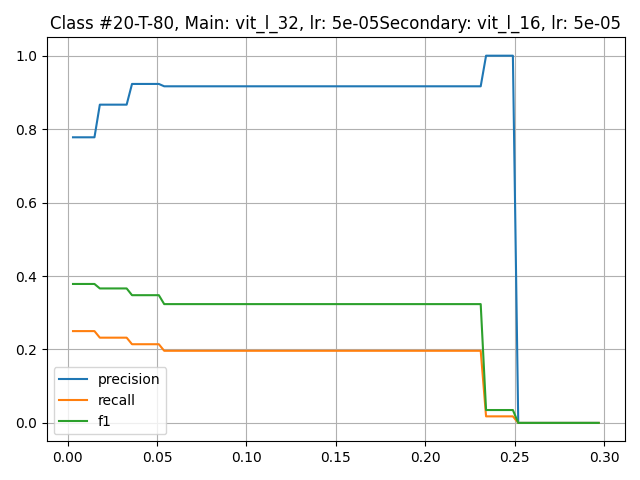 Class #20-T-80, Main: vit_l_32, lr: 5e-05Secondary: vit_l_16, lr: 5e-05
1.0
0.8
0.6
0.4
0.2
0.0
precision
recall
f1
0.00 0.05 0.10 0.15 0.20 0.25 0.30